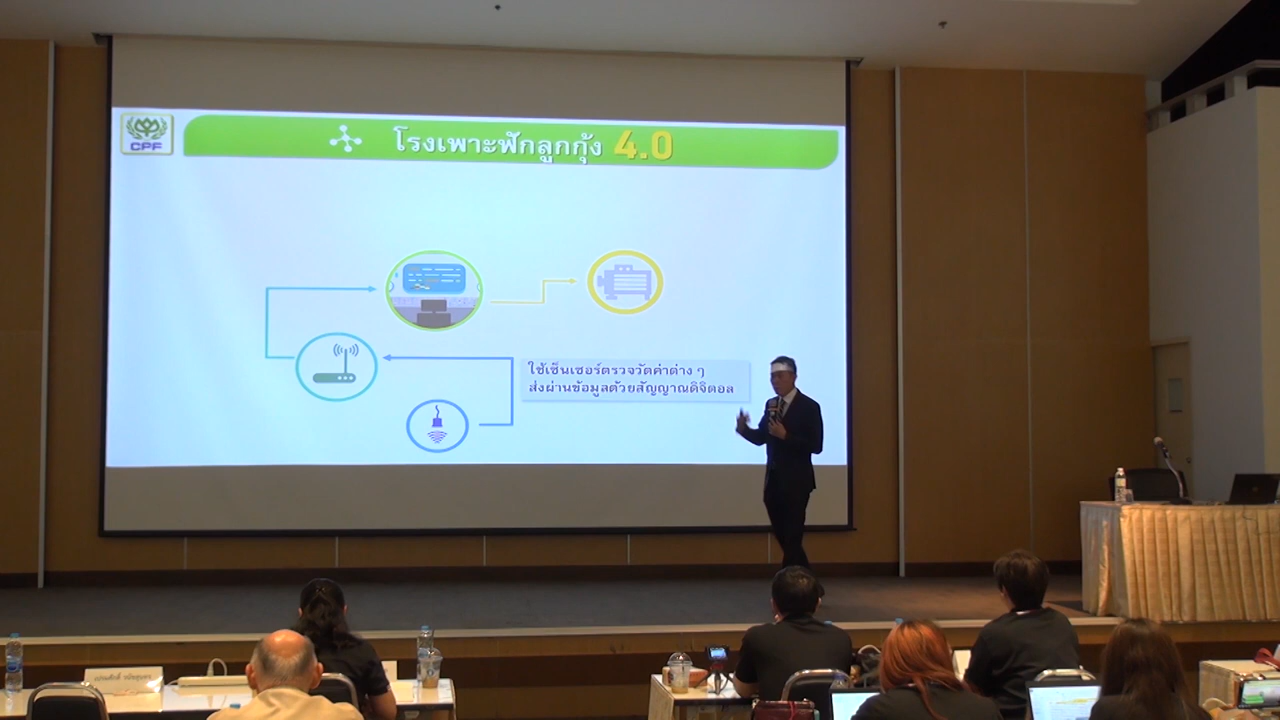 CPF
โรงเพาะฟักลูกกุ้ง 4.0
ใช้เซ็นเซอร์ตรวจวัดค่าต่าง ๆ
ส่งผ่านข้อมูลด้วยสัญญาณดิจิตอล